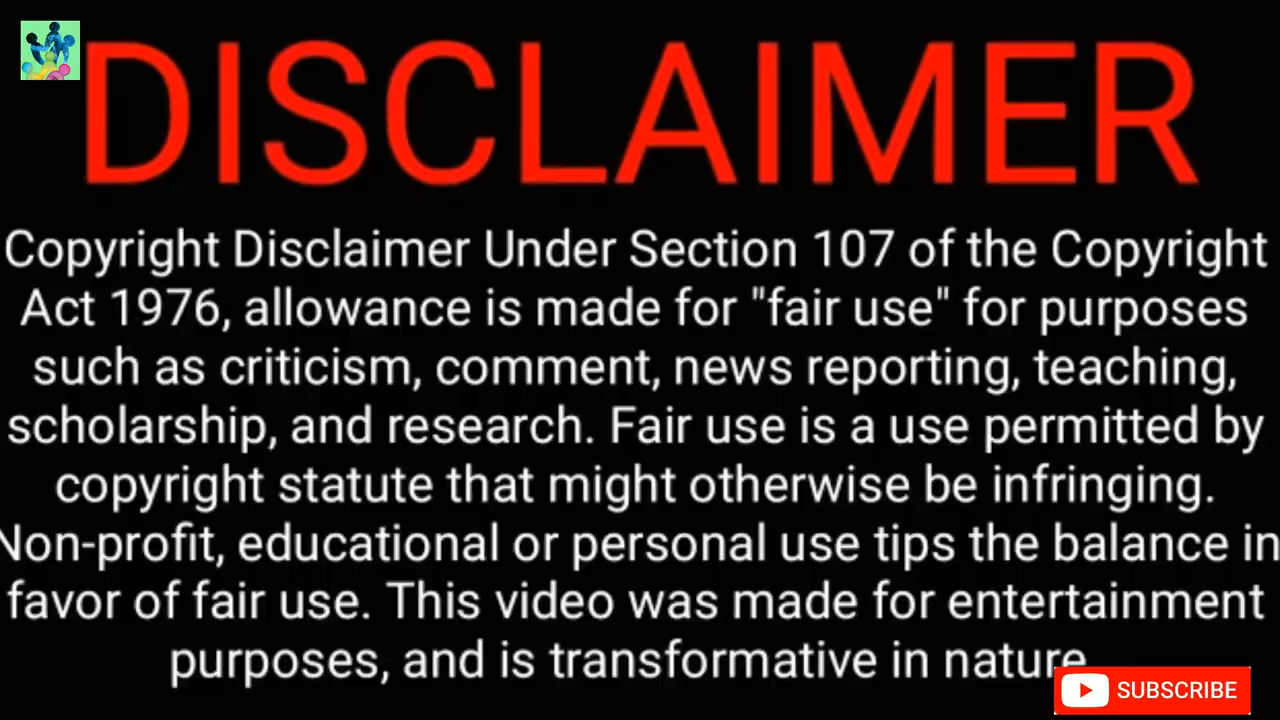 DISCLAIMER
Copyright Disclaimer Under Section 107 of the Copyright
Act 1976, allowance is made for "fair use" for purposes
such as criticism, comment, news reporting, teaching,
scholarship, and research. Fair use is a use permitted by
copyright statute that might otherwise be infringing.
Non-profit, educational or personal use tips the balance in
favor of fair use. This video was made for entertainment
purposes, and is transformative in nature
SUBSCRIBE